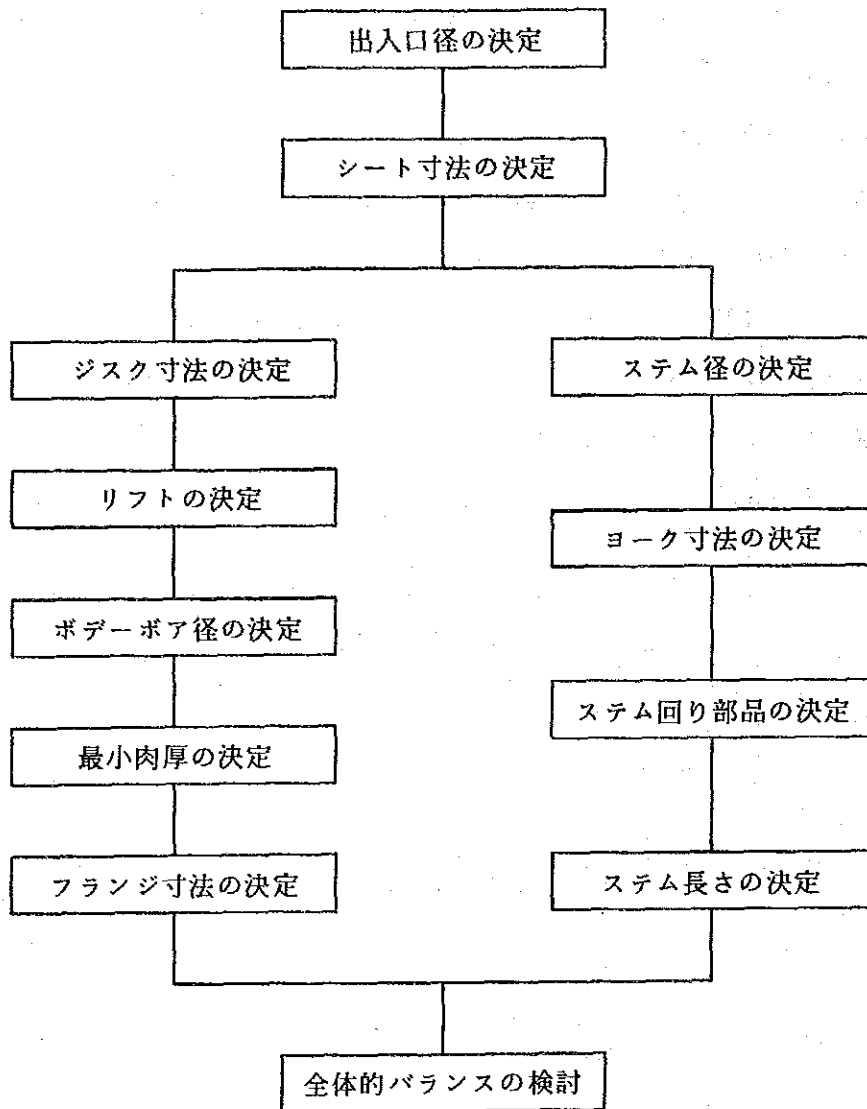 出入口径の決定
シート寸法の決定
ジスク寸法の決定
リフトの決定
ボデーボア径の決定
最小肉厚の決定
フランジ寸法の決定
ステム径の決定
ヨーク寸法の決定
ステム回り部品の決定
ステム長さの決定
全体的バランスの検討